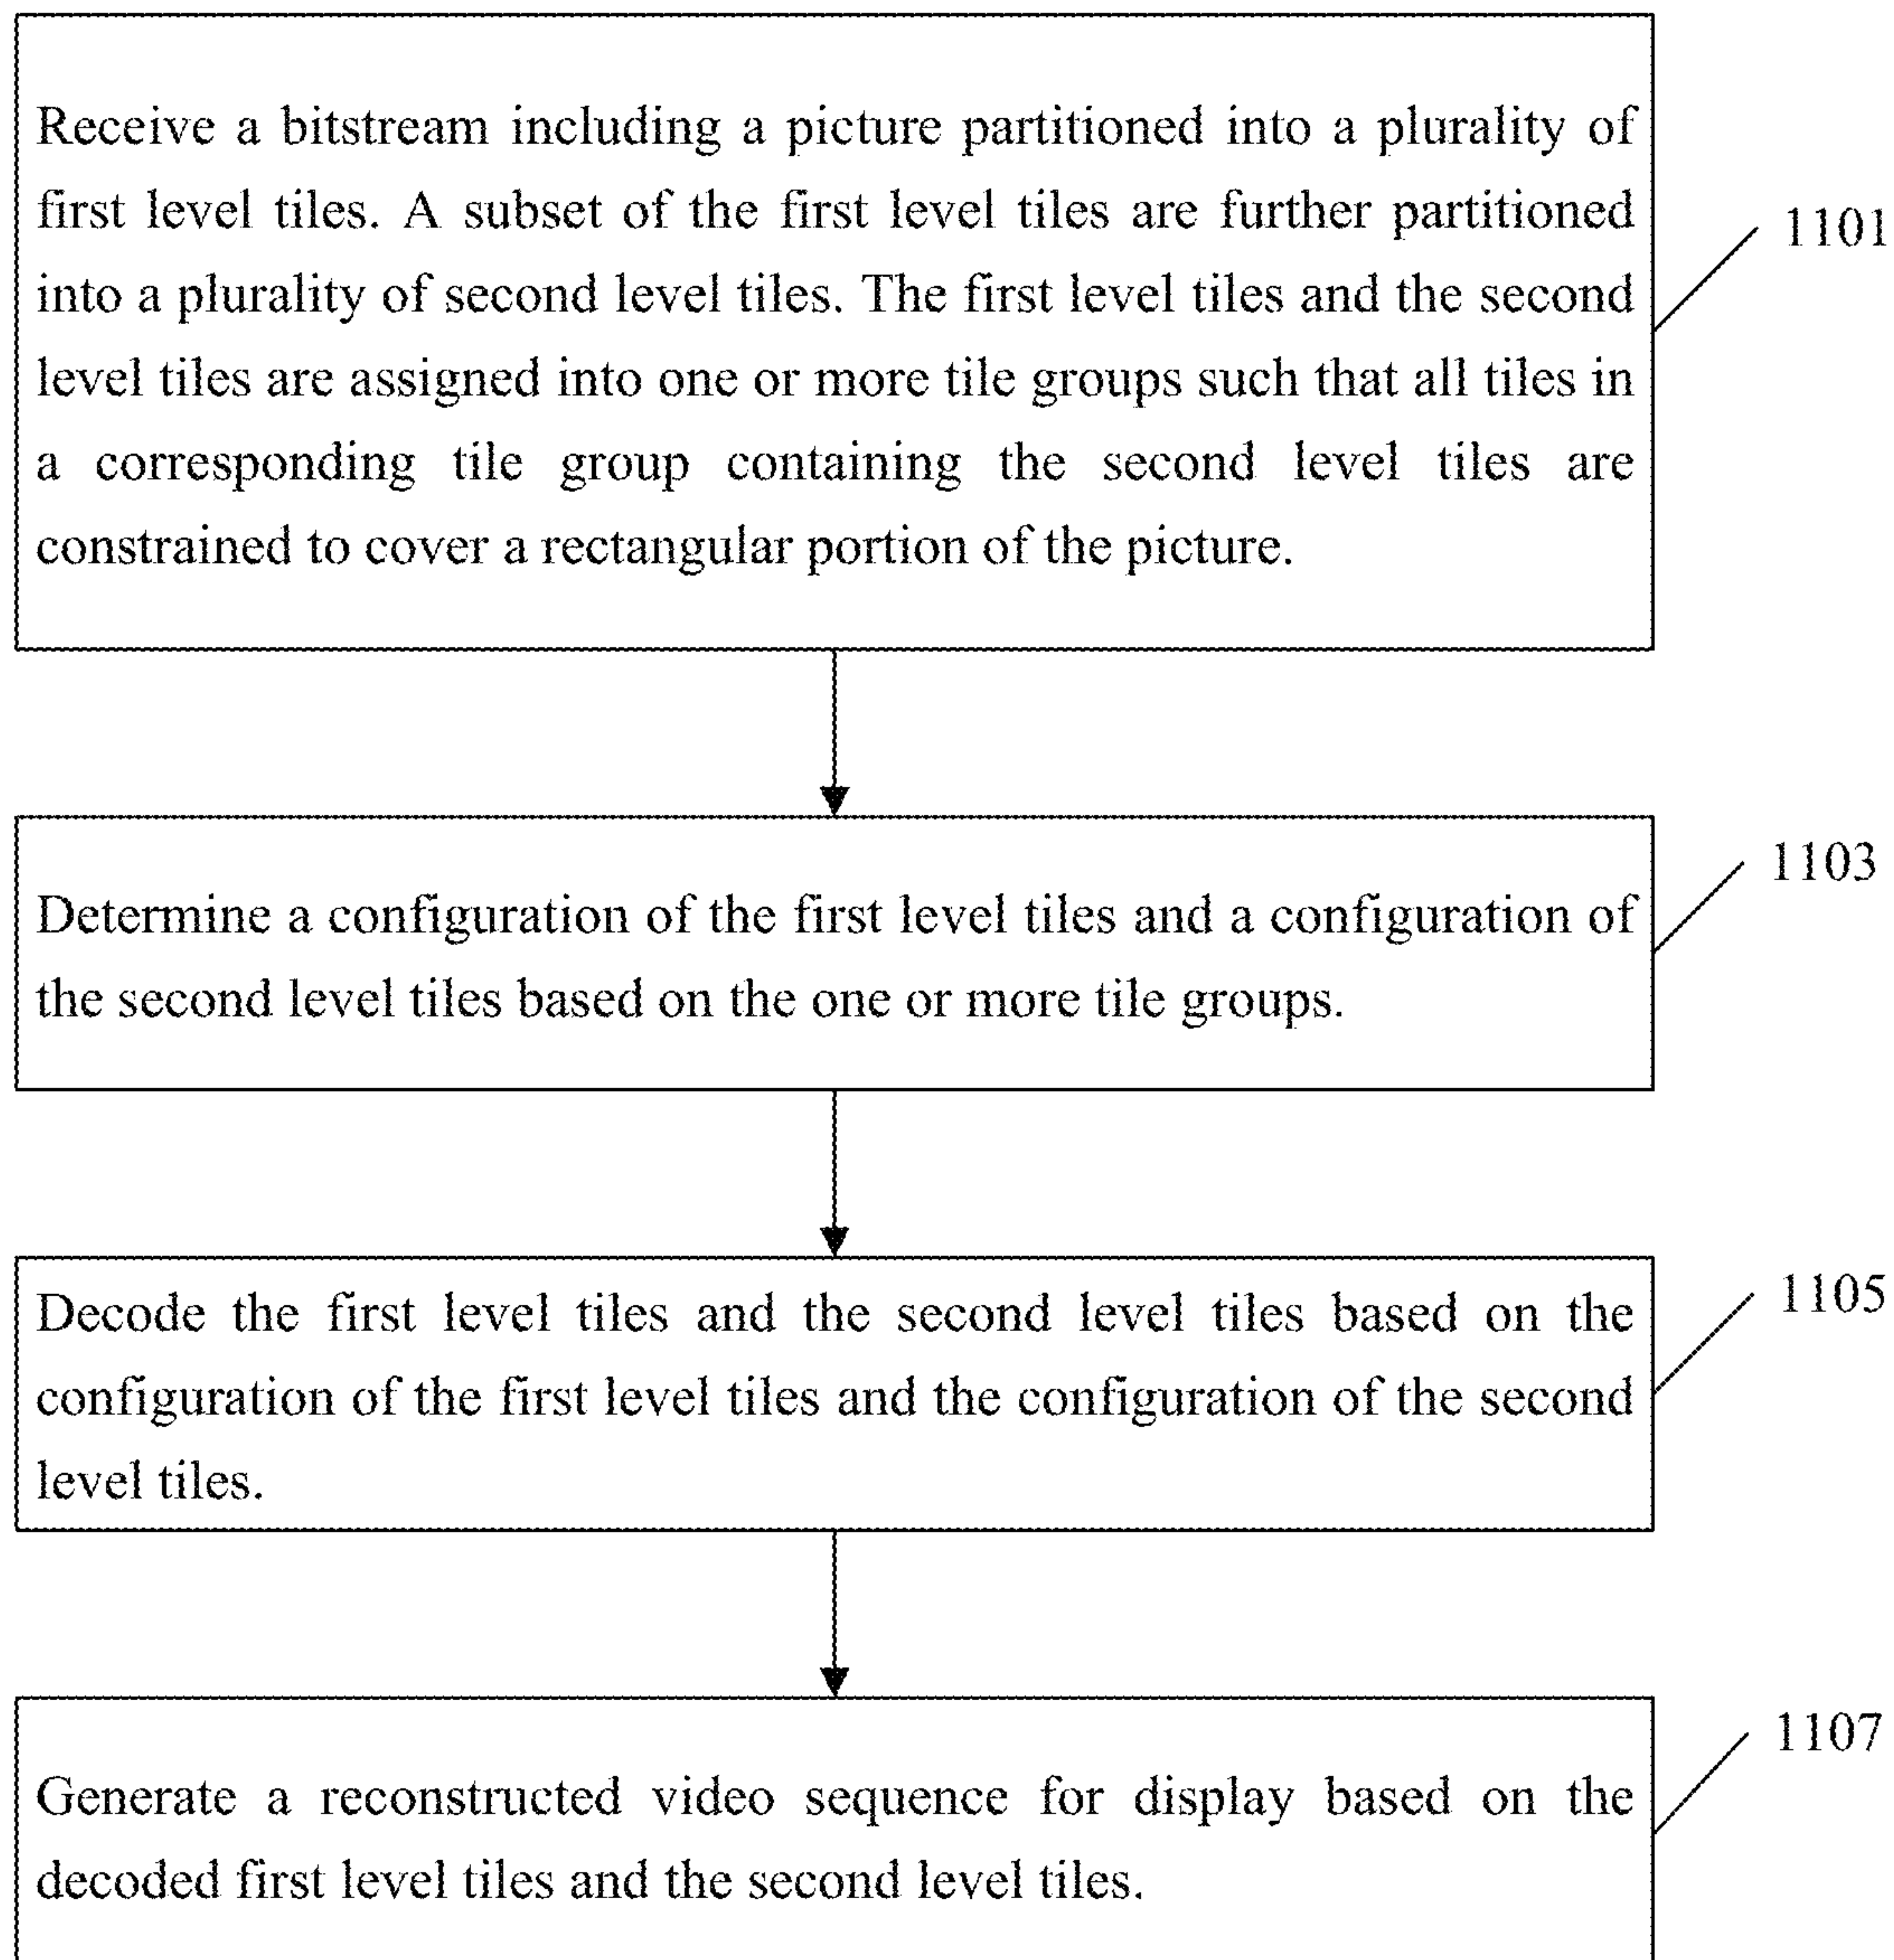 Receive a bitstream including a picture partitioned into a plurality of
first level tiles. A subset of the first level tiles are further partitioned
1101
into a plurality of second level tiles. The first level tiles and the second
level tiles are assigned into one or more tile groups such that all tiles in
a corresponding tile group containing the second level tiles are
constrained to cover a rectangular portion of the picture.
1103
Determine a configuration of the first level tiles and a configuration of
the second level tiles based on the one or more tile groups.
1105
Decode the first level tiles and the second level tiles based on the
configuration of the first level tiles and the configuration of the second
level tiles.
1107
Generate a reconstructed video sequence for display based on the
decoded first level tiles and the second level tiles.